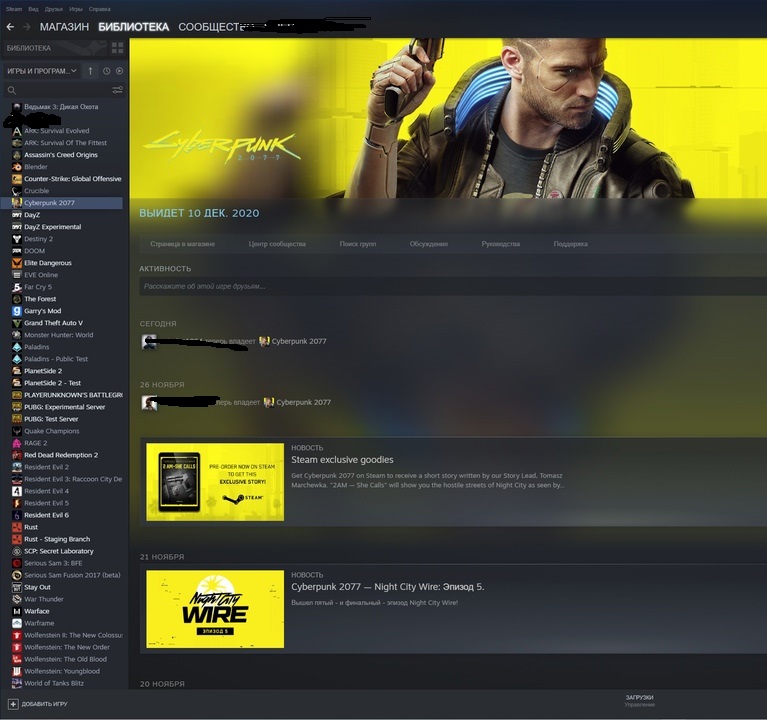 Steam Вид Друзья Игры Справка
МАГАЗИН БИБЛИОТЕКА СООБЩЕСТ
БИБЛИОТЕКА
ИГРЫ И ПРОГРАМ...
Ведьмак 3: Дикая Охота
ARK: Survival Evolved
ARK: Survival Of The Fittest
Assassin's Creed Origins
Blender
Counter-Strike: Global Offensive
Crucible
Cyberpunk 2077
DayZ
DayZ Experimental
Destiny 2
DOOM
Elite Dangerous
EVE Online
Far Cry 5
The Forest
Garry's Mod
Grand Theft Auto V
Monster Hunter: World
Paladins
Paladins - Public Test
PlanetSide 2
PlanetSide 2 - Test
PLAYERUNKNOWN'S BATTLEGRO
PUBG: Experimental Server
PUBG: Test Server
Quake Champions
RAGE 2
Red Dead Redemption 2
Resident Evil 2
Resident Evil 3: Raccoon City De
Resident Evil 4
Resident Evil 5
Resident Evil 6
Rust
Rust - Staging Branch
SCP: Secret Laboratory
Serious Sam 3: BFE
Serious Sam Fusion 2017 (beta)
Stay Out
War Thunder
Warface
Warframe
Wolfenstein II: The New Colossus
Wolfenstein: The New Order
Wolfenstein: The Old Blood
Wolfenstein: Youngblood
World of Tanks Blitz
ДОБАВИТЬ ИГРУ
Cyberpunk
2077
ВЫЙДЕТ 10 ДЕК. 2020
Страница в магазине Центр сообщества Поиск групп Обсуждения Руководства Поддержка
АКТИВНОСТЬ
Расскажите об этой игре друзьям...
СЕГОДНЯ
теперь владеет Cyberpunk 2077
26 НОЯБРЯ
перь владеет Cyberpunk 2077
2 AM–SHE CALLS
PRE-ORDER NOW ON STEAM
TO GET THIS
EXCLUSIVE STORY!
STEAM
НОВОСТЬ
Steam exclusive goodies
Get Cyberpunk 2077 on Steam to receive a short story written by our Story Lead, Tomasz
Marchewka. "2AM — She Calls" will show you the hostile streets of Night City as seen by...
21 НОЯБРЯ
Night City
WIRE
ЭПИЗОД 5
НОВОСТЬ
Cyberpunk 2077 — Night City Wire: Эпизод 5.
Вышел пятый - и финальный - эпизод Night City Wire!
20 НОЯБРЯ
ЗАГРУЗКИ
Управление